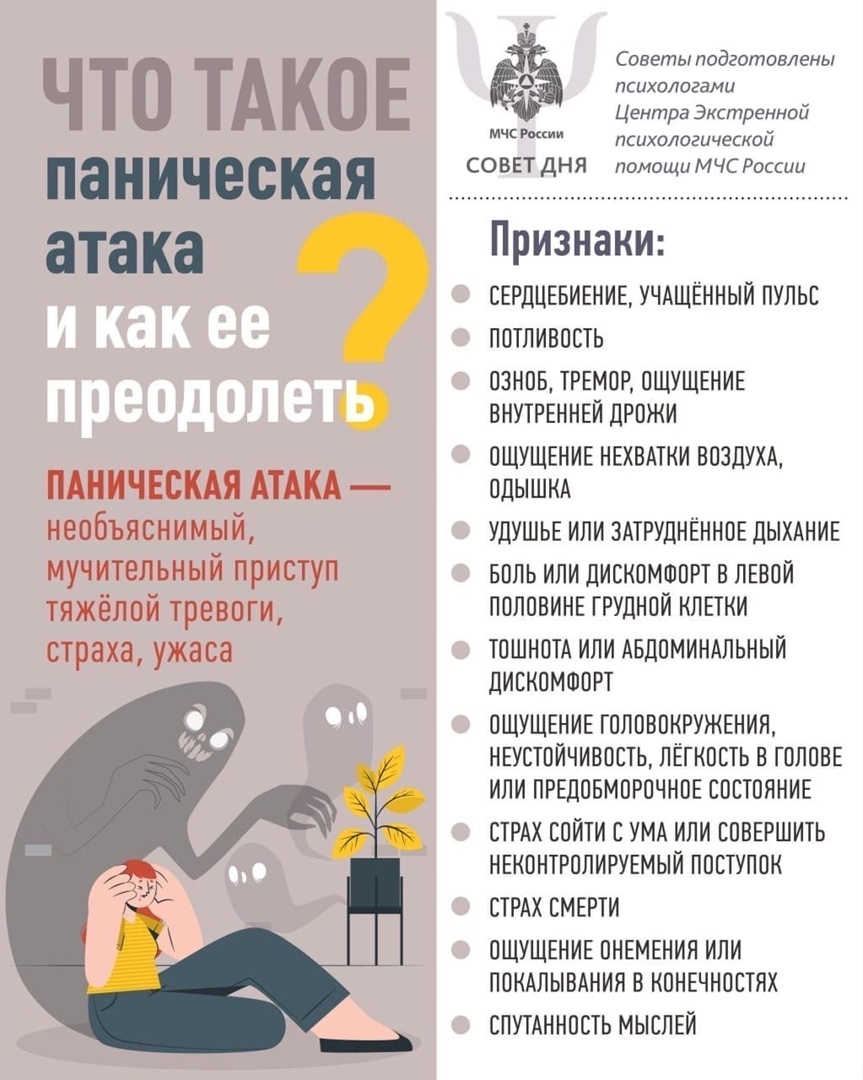 ЧТО ТАКОЕ
паническая
атака
и как ее
преодолеть
?
ПАНИЧЕСКАЯ АТАКА —
необъяснимый,
мучительный приступ
тяжёлой тревоги,
страха, ужаса
МЧС России
СОВЕТ ДНЯ
Советы подготовлены
психологами
Центра Экстренной
психологической
помощи МЧС России
Признаки:
СЕРДЦЕБИЕНИЕ, УЧАЩЁННЫЙ ПУЛЬС
ПОТЛИВОСТЬ
ОЗНОБ, ТРЕМОР, ОЩУЩЕНИЕ
ВНУТРЕННЕЙ ДРОЖИ
ОЩУЩЕНИЕ НЕХВАТКИ ВОЗДУХА,
ОДЫШКА
УДУШЬЕ ИЛИ ЗАТРУДНЁННОЕ ДЫХАНИЕ
БОЛЬ ИЛИ ДИСКОМФОРТ В ЛЕВОЙ
ПОЛОВИНЕ ГРУДНОЙ КЛЕТКИ
ТОШНОТА ИЛИ АБДОМИНАЛЬНЫЙ
ДИСКОМФОРТ
ОЩУЩЕНИЕ ГОЛОВОКРУЖЕНИЯ,
НЕУСТОЙЧИВОСТЬ, ЛЁГКОСТЬ В ГОЛОВЕ
ИЛИ ПРЕДОБМОРОЧНОЕ СОСТОЯНИЕ
СТРАХ СОЙТИ С УМА ИЛИ СОВЕРШИТЬ
НЕКОНТРОЛИРУЕМЫЙ ПОСТУПОК
СТРАХ СМЕРТИ
ОЩУЩЕНИЕ ОНЕМЕНИЯ ИЛИ
ПОКАЛЫВАНИЯ В КОНЕЧНОСТЯХ
СПУТАННОСТЬ МЫСЛЕЙ